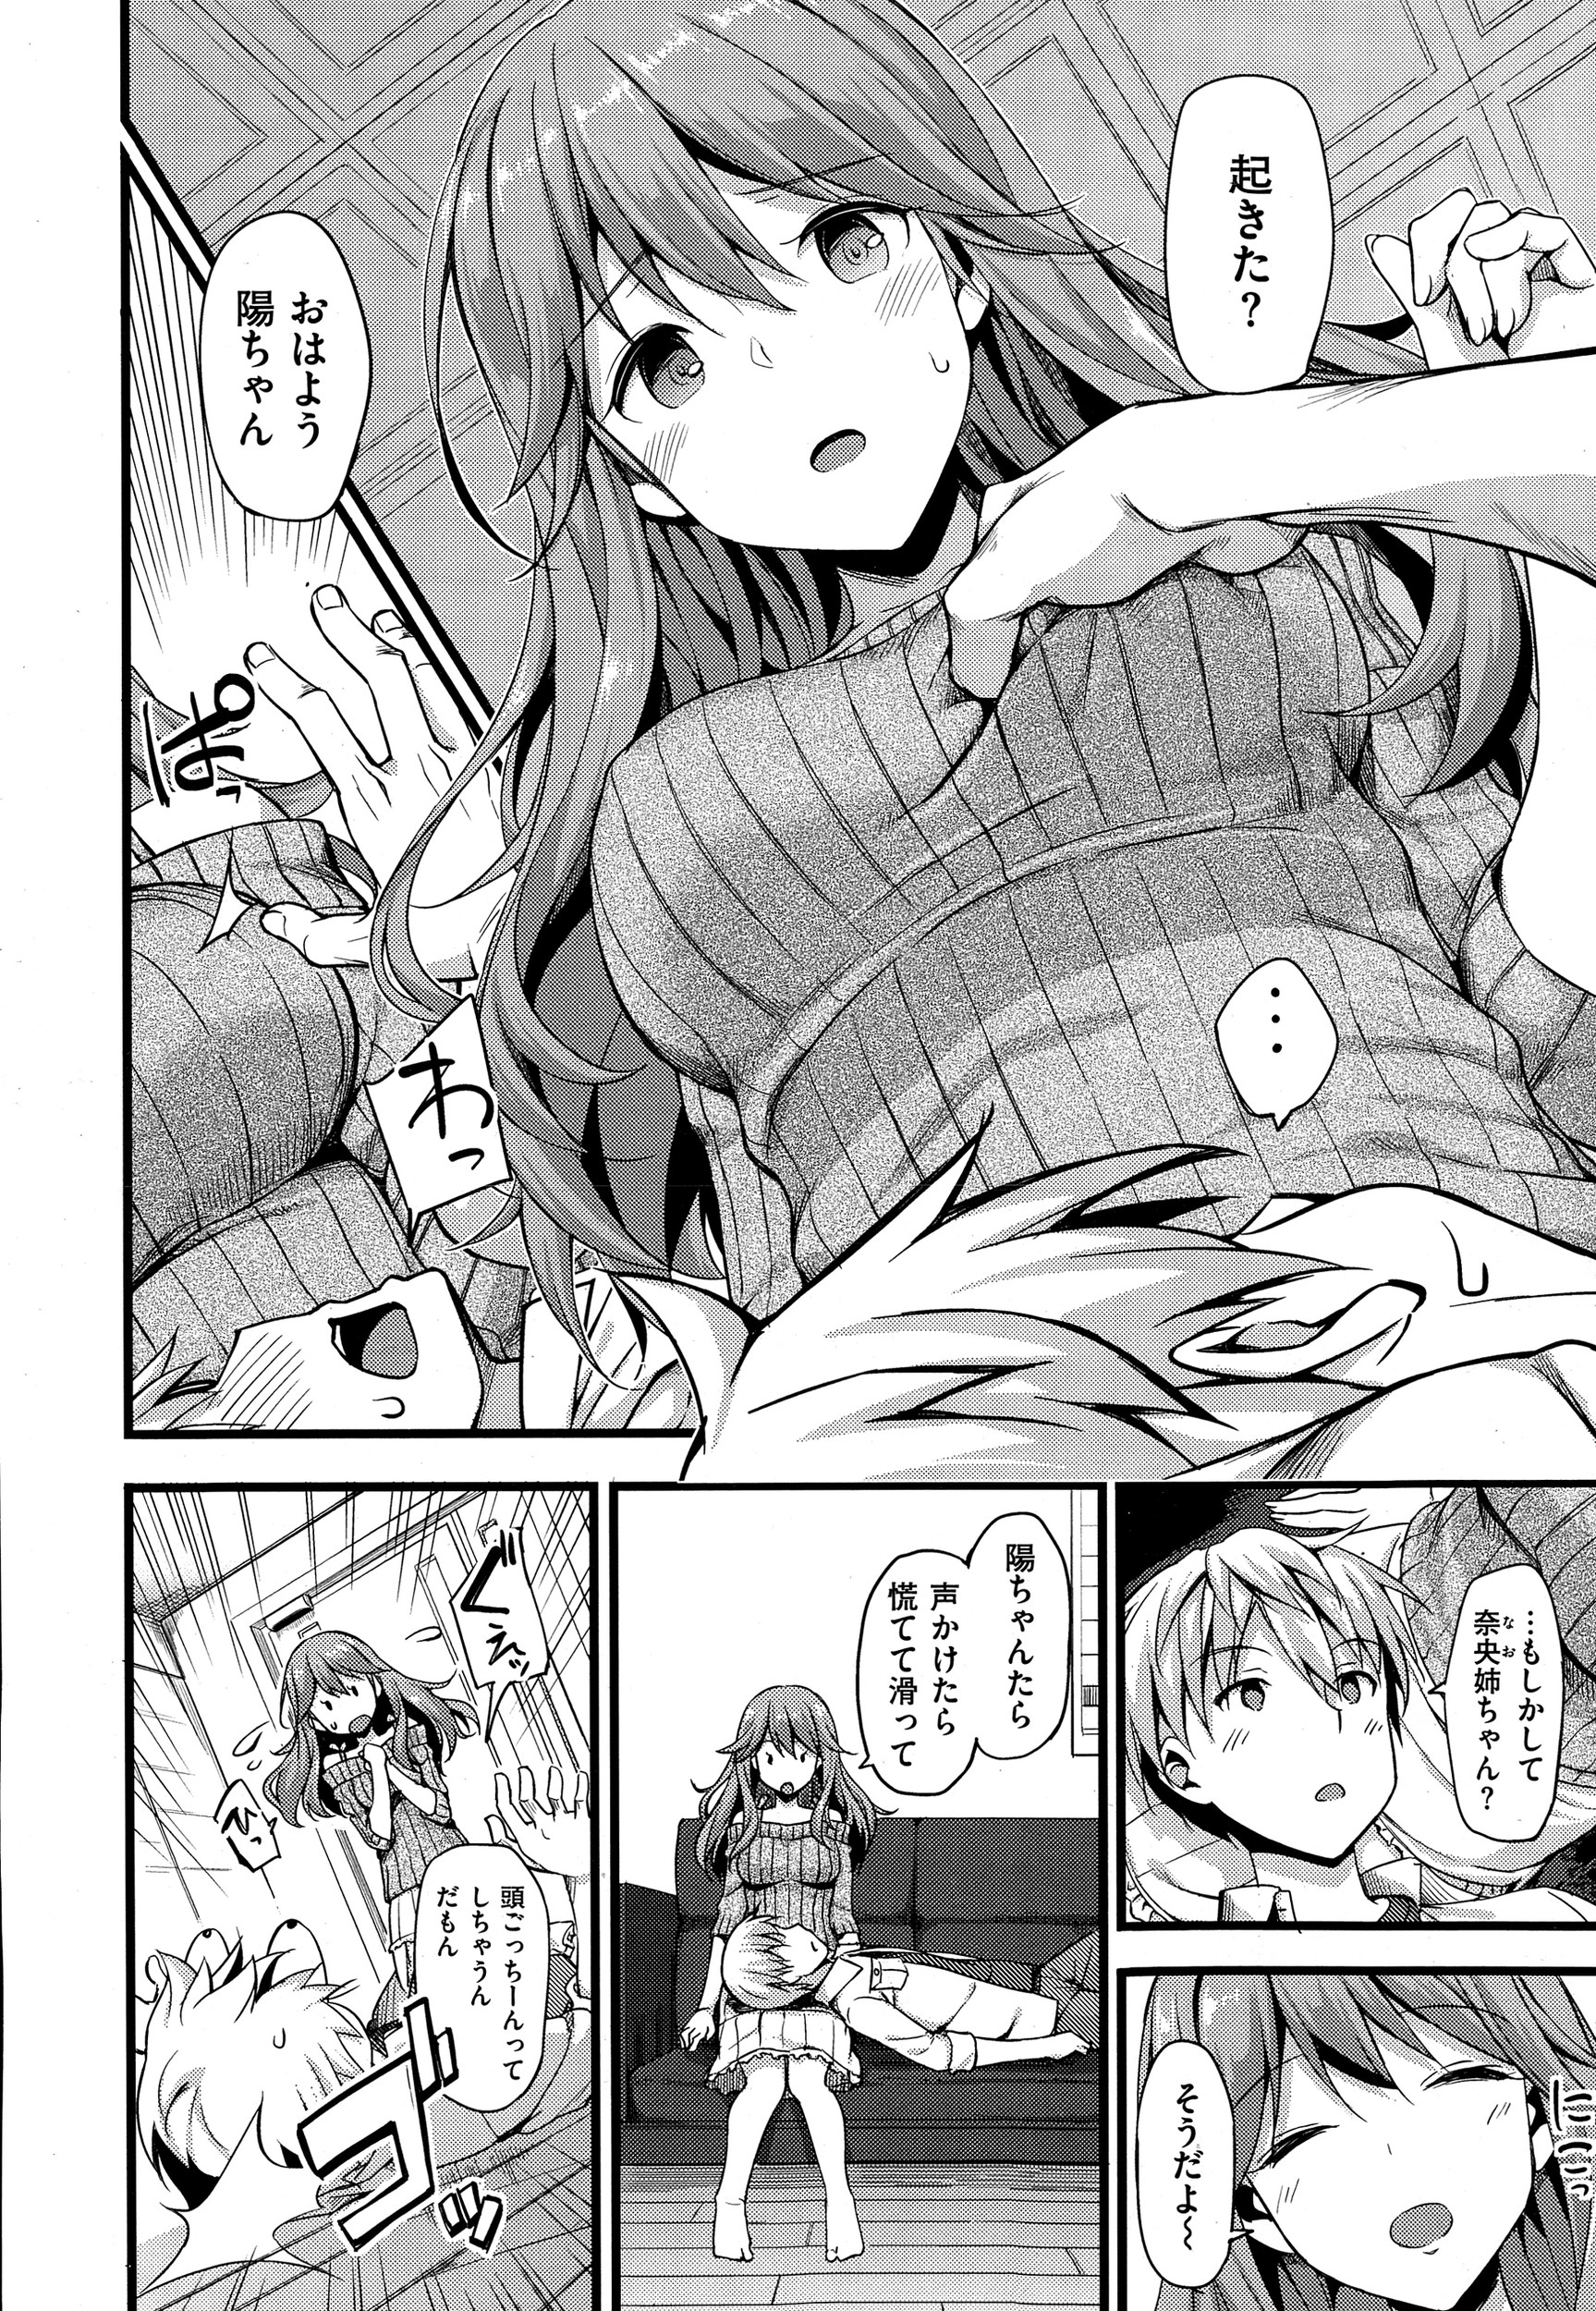 起きた?
…
ぱっ
おはよう
陽ちゃん
わっ
…もしかして
奈央姉ちゃん?
なお
そうだよ〜
にこっ
陽ちゃんたら
声かけたら
慌てて滑って
ひっ
頭ごっちーんって
しちゃうん
だもん
ゴッ